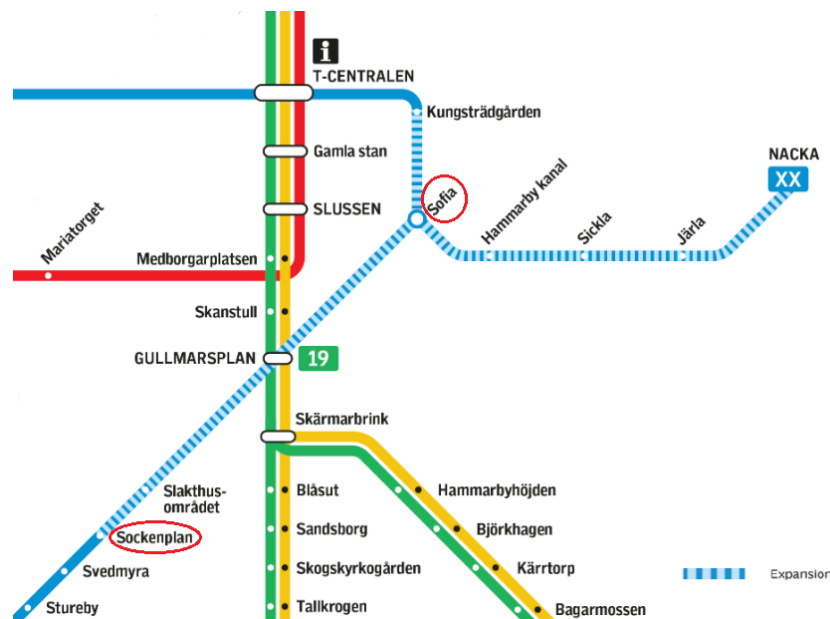 i
T-CENTRALEN
Kungsträdgården
Gamla stan
NACKA
XX
SLUSSEN
Sofia
Hammarby kanal
Sickla
Järla
Mariatorget
Medborgarplatsen
Skanstull
GULLMARSPLAN
19
Skärmarbrink
Slakthus-
området
Blåsut
Hammarbyhöjden
Sockenplan
Sandsborg
Björkhagen
Svedmyra
Skogskyrkogården
Kärrtorp
Expansion
Stureby
Tallkrogen
Bagarmossen